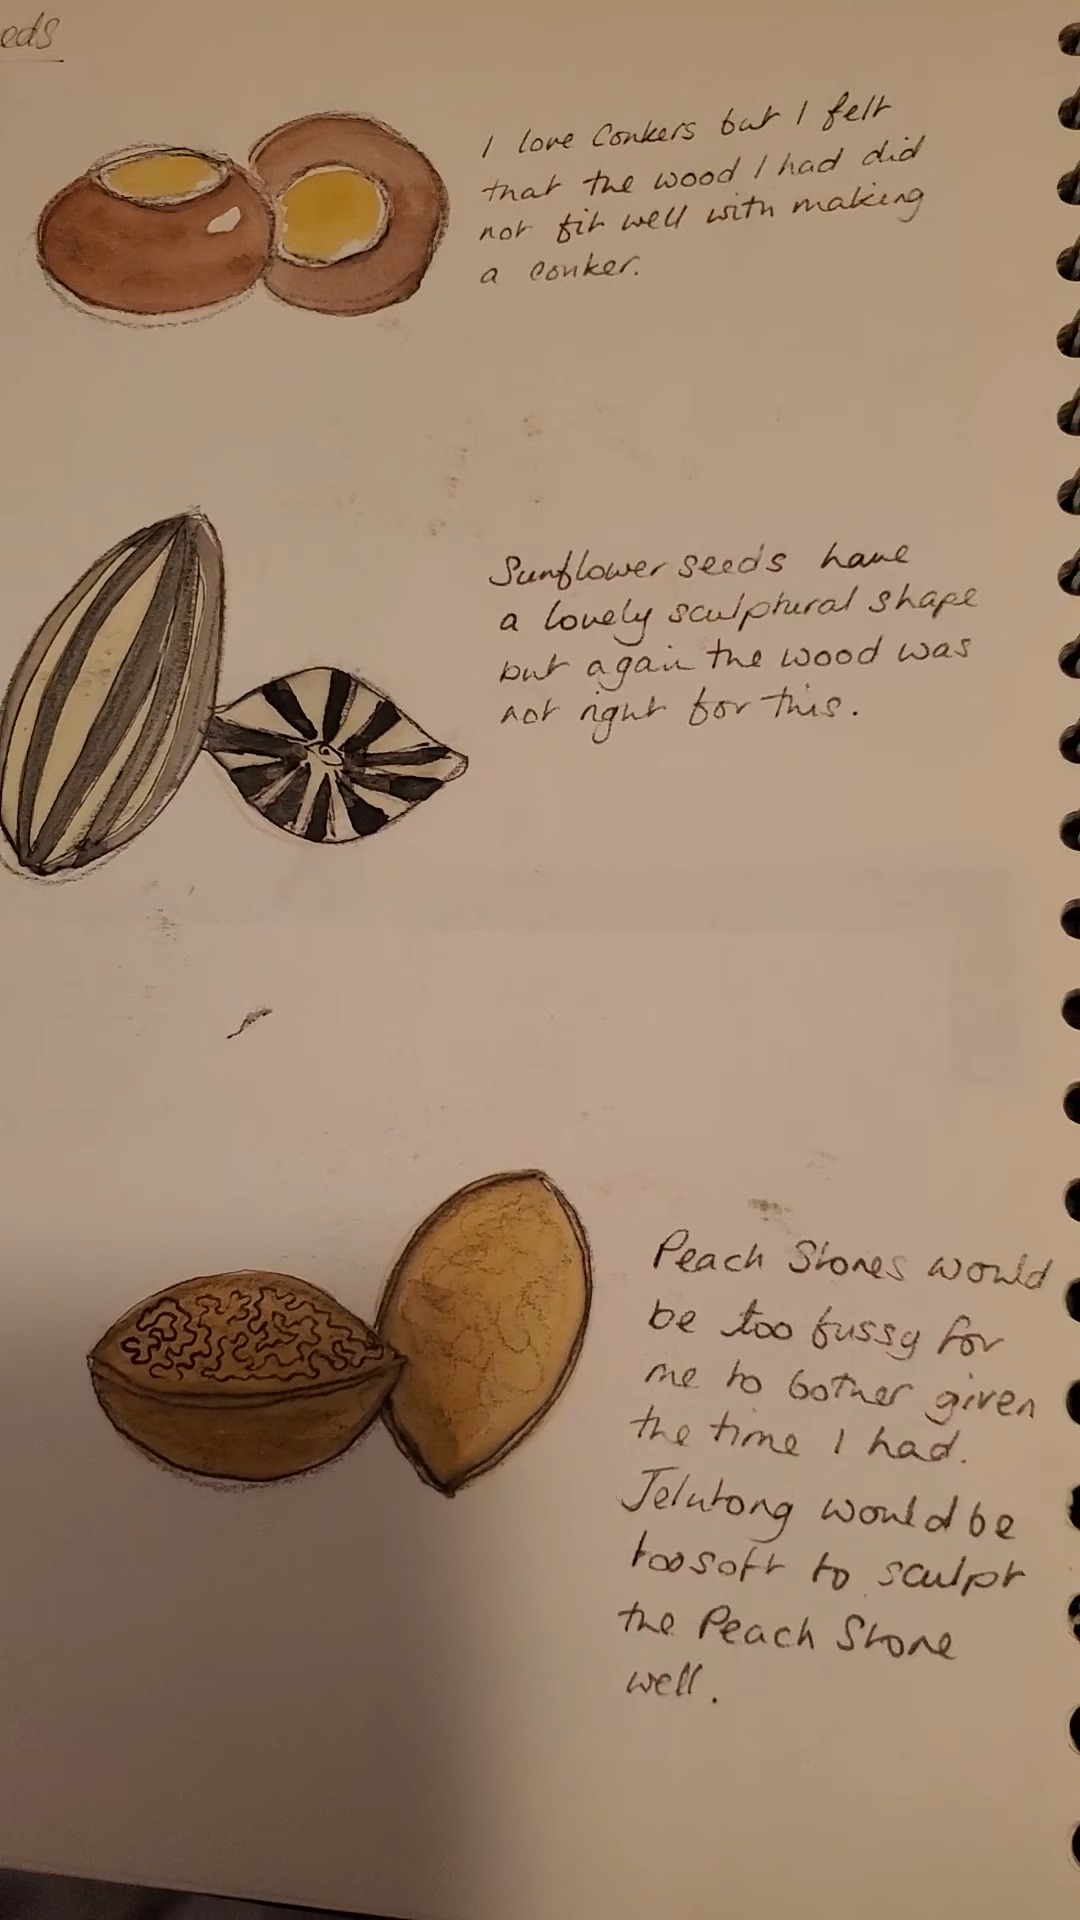 eds
I love Conkers but I felt
that the wood I had did
not fit well with making
a conker.
Sunflower seeds have
a lovely sculptural shape
but again the wood was
not right for this.
Peach Stones would
be too fussy for
me to bother given
the time I had.
Jelutong would be
too soft to sculpt
the Peach Stone
well.